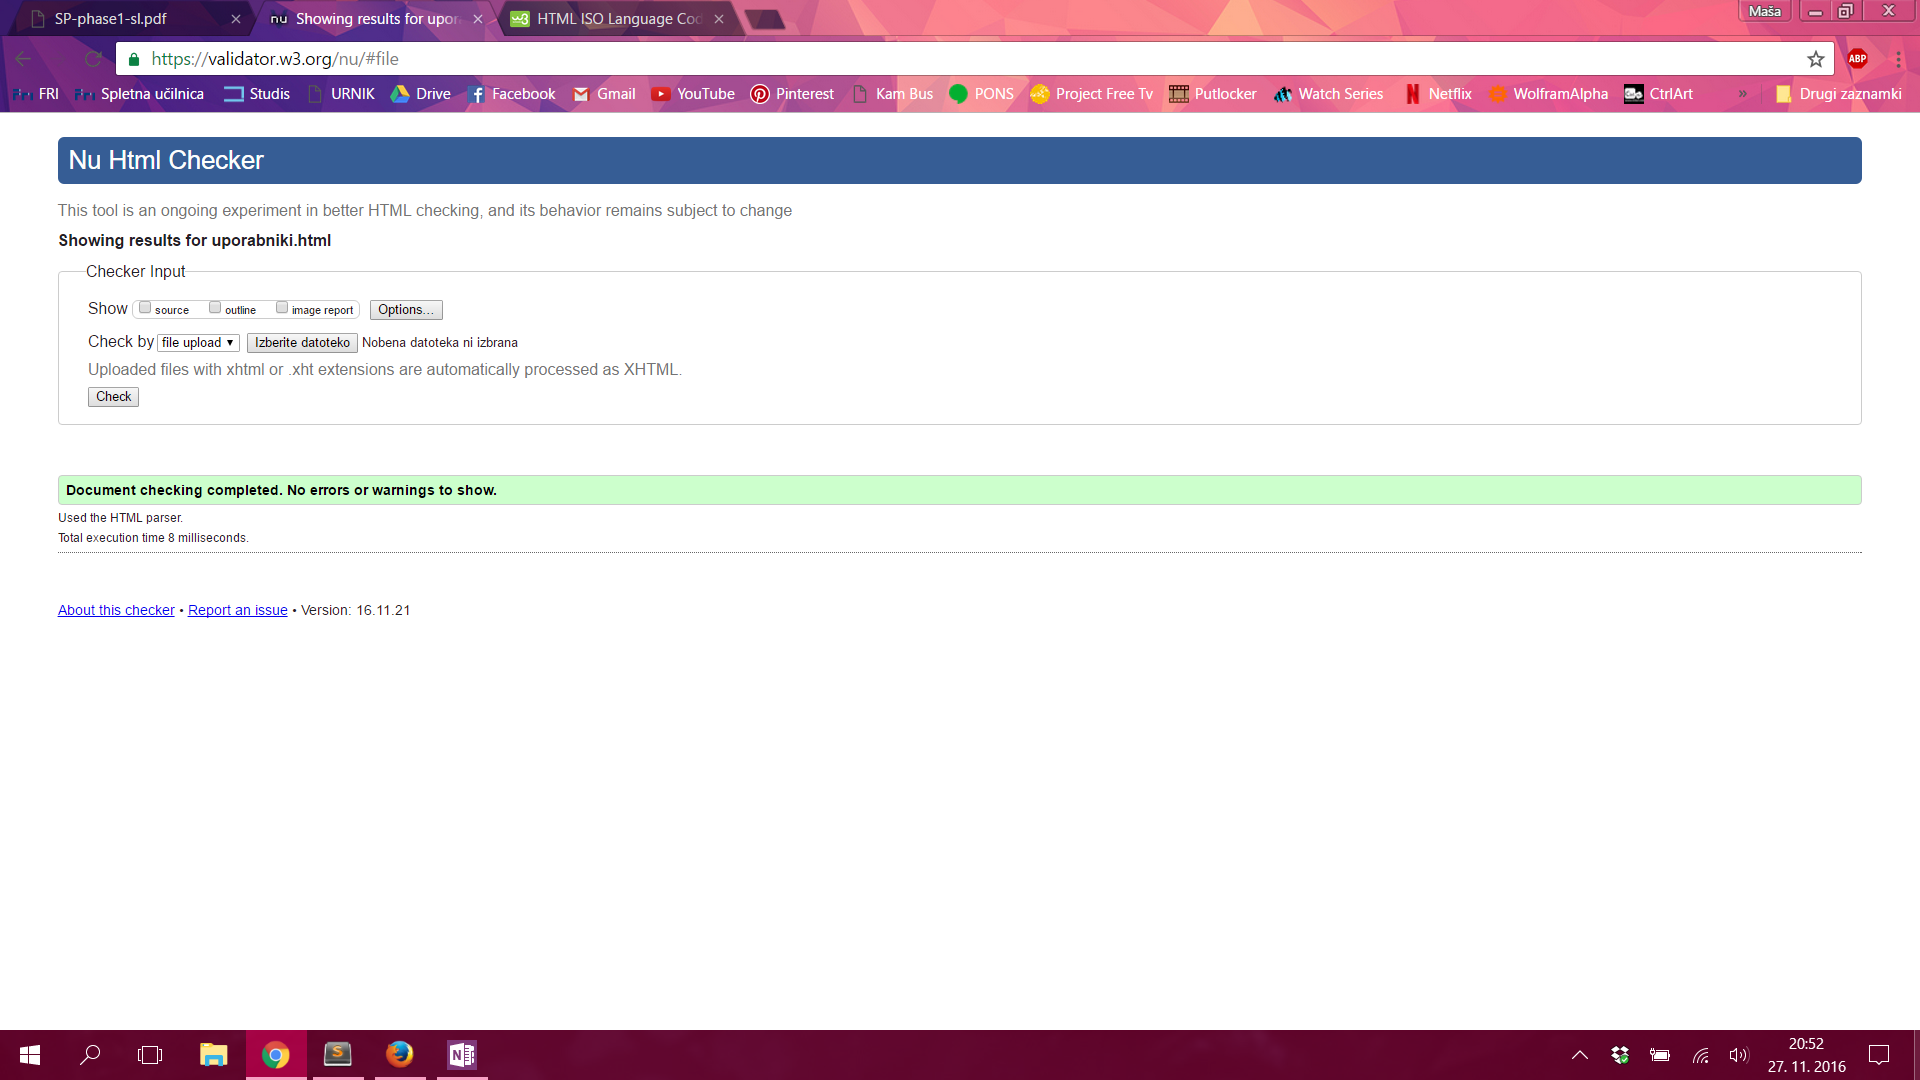 SP-phase1-sl.pdf
Showing results for upor
HTML ISO Language Cod
Maša
https://validator.w3.org/nu/#file
ABP
FRI Spletna učilnica Studis URNIK Drive Facebook Gmail YouTube Pinterest Kam Bus PONS Project Free Tv Putlocker Watch Series Netflix WolframAlpha CtrlArt » Drugi zaznamki
Nu Html Checker
This tool is an ongoing experiment in better HTML checking, and its behavior remains subject to change
Showing results for uporabniki.html
Checker Input
Show source outline image report Options...
Check by file upload Izberite datoteko Nobena datoteka ni izbrana
Uploaded files with xhtml or .xht extensions are automatically processed as XHTML.
Check
Document checking completed. No errors or warnings to show.
Used the HTML parser.
Total execution time 8 milliseconds.
About this checker • Report an issue • Version: 16.11.21
20:52
27. 11. 2016